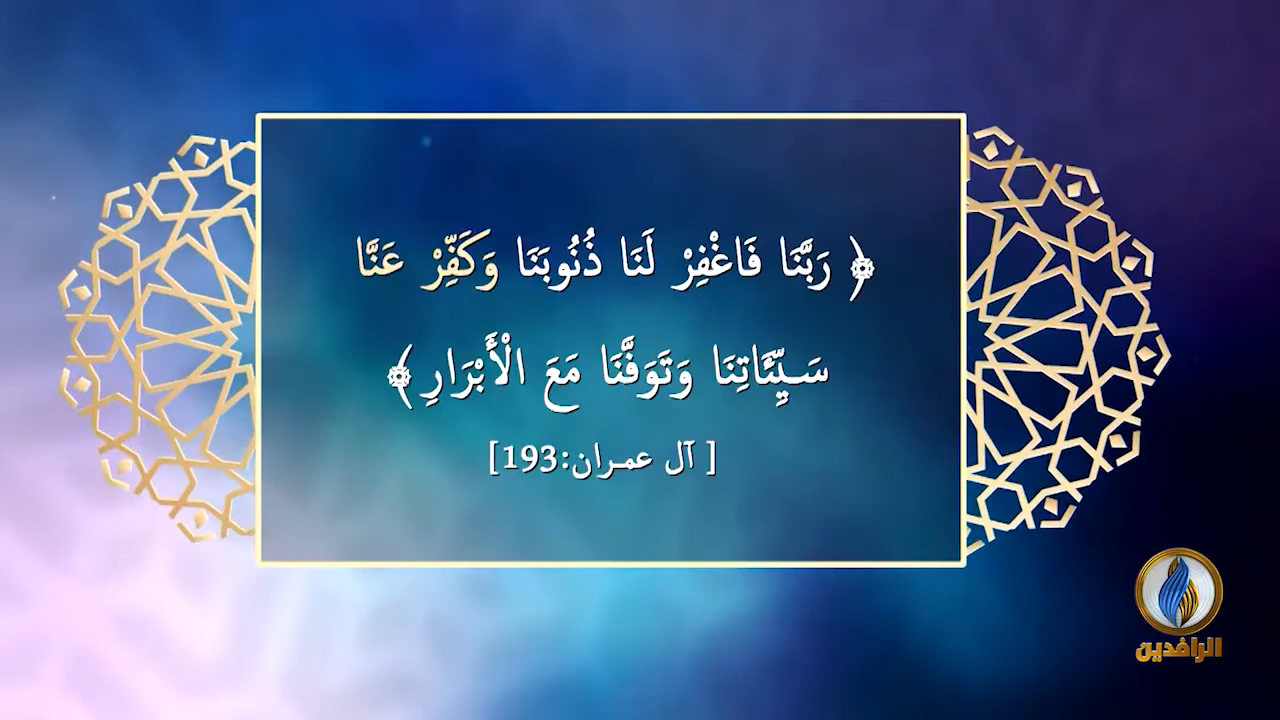 ﴿ رَبَّنَا فَاغْفِرْ لَنَا ذُنُوبَنَا وَكَفِّرْ عَنَّا
سَيِّئَاتِنَا وَتَوَفَّنَا مَعَ الْأَبْرَارِ ﴾
[ آل عمران:193]
الرافدين